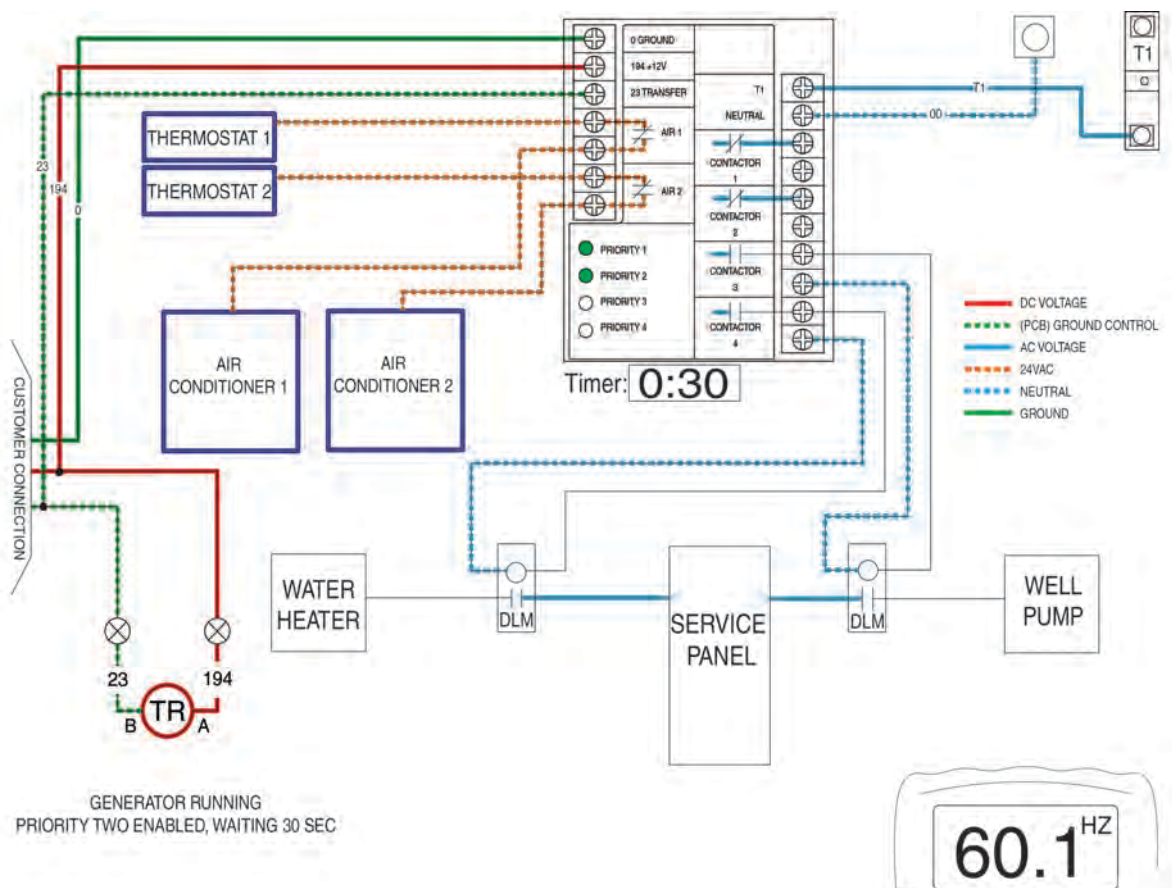 0 GROUND
194 +12V
23 TRANSFER
T1
NEUTRAL
AIR 1
CONTACTOR
1
AIR 2
CONTACTOR
2
PRIORITY 1
PRIORITY 2
PRIORITY 3
PRIORITY 4
CONTACTOR
3
CONTACTOR
4
T1
00
T1
THERMOSTAT 1
THERMOSTAT 2
23
194
0
AIR
CONDITIONER 1
AIR
CONDITIONER 2
Timer: 0:30
DC VOLTAGE
(PCB) GROUND CONTROL
AC VOLTAGE
24VAC
NEUTRAL
GROUND
CUSTOMER CONNECTION
WATER
HEATER
DLM
SERVICE
PANEL
DLM
WELL
PUMP
23
194
B
TR
A
GENERATOR RUNNING
PRIORITY TWO ENABLED, WAITING 30 SEC
60.1 HZ